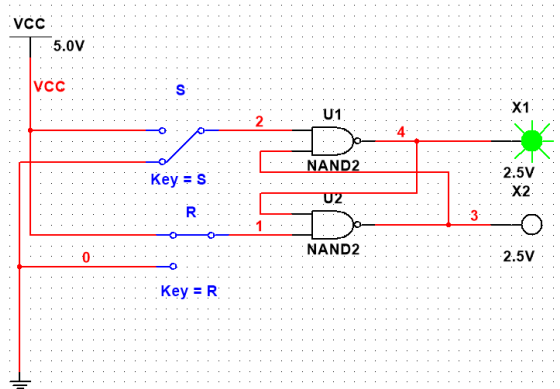 VCC
5.0V
VCC
S
2
U1
4
X1
NAND2
2.5V
Key = S
X2
R
U2
1
3
NAND2
2.5V
0
Key = R